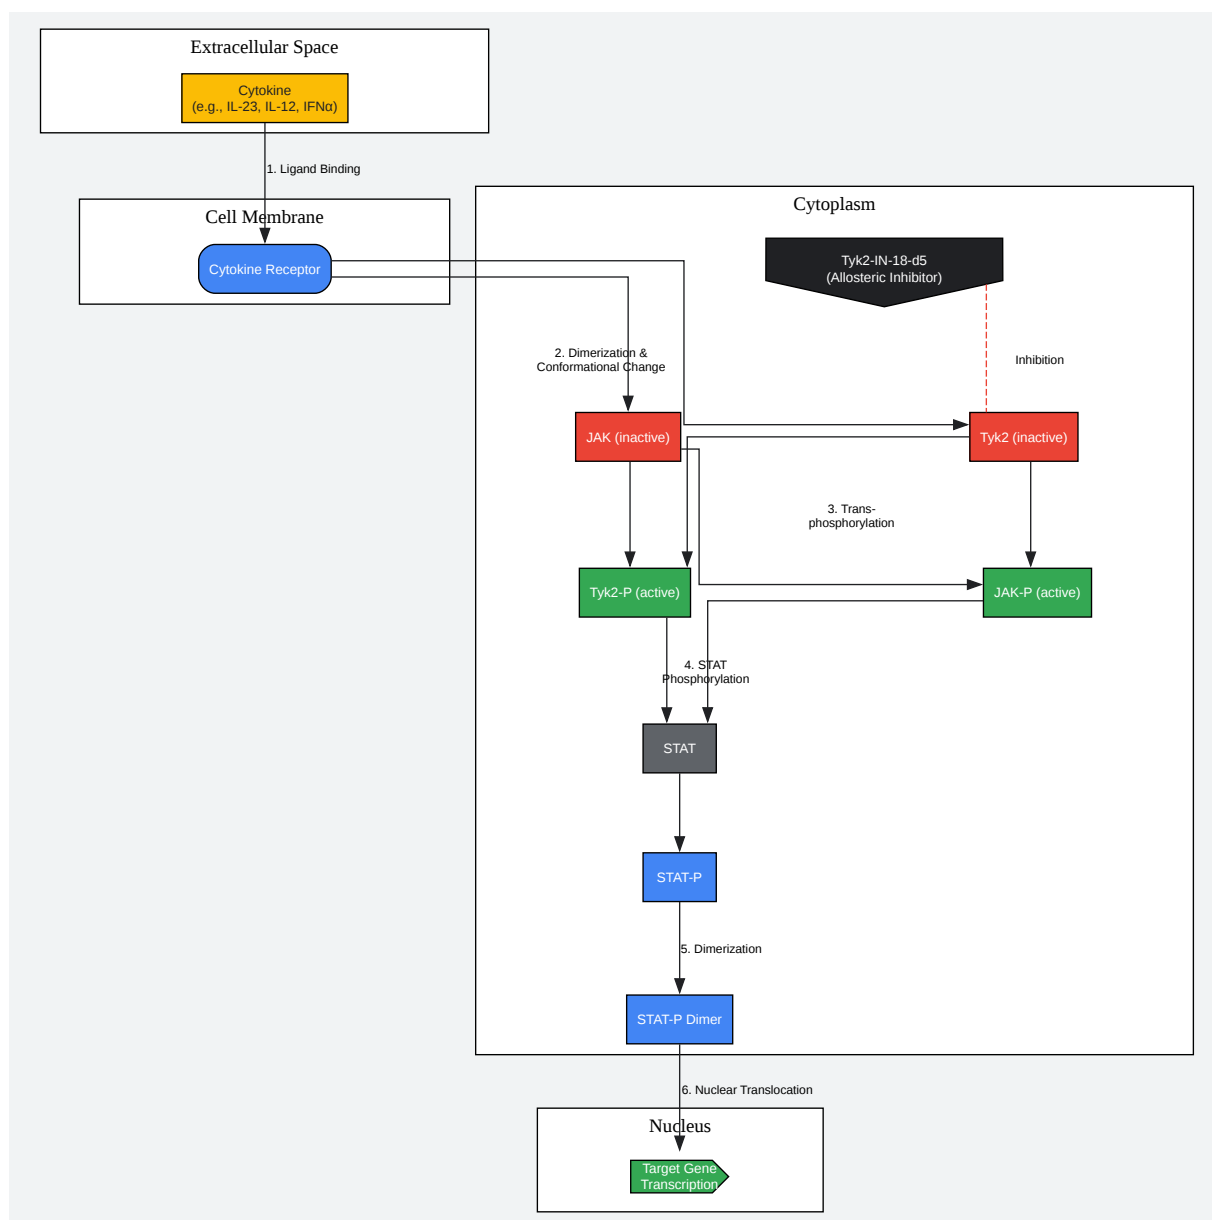 Extracellular Space
Cytokine
(e.g., IL-23, IL-12, IFNα)
1. Ligand Binding
Cell Membrane
Cytokine Receptor
Cytoplasm
Tyk2-IN-18-d5
(Allosteric Inhibitor)
2. Dimerization &
Conformational Change
Inhibition
JAK (inactive)
Tyk2 (inactive)
3. Trans-
phosphorylation
Tyk2-P (active)
JAK-P (active)
4. STAT
Phosphorylation
STAT
STAT-P
5. Dimerization
STAT-P Dimer
6. Nuclear Translocation
Nucleus
Target Gene
Transcription